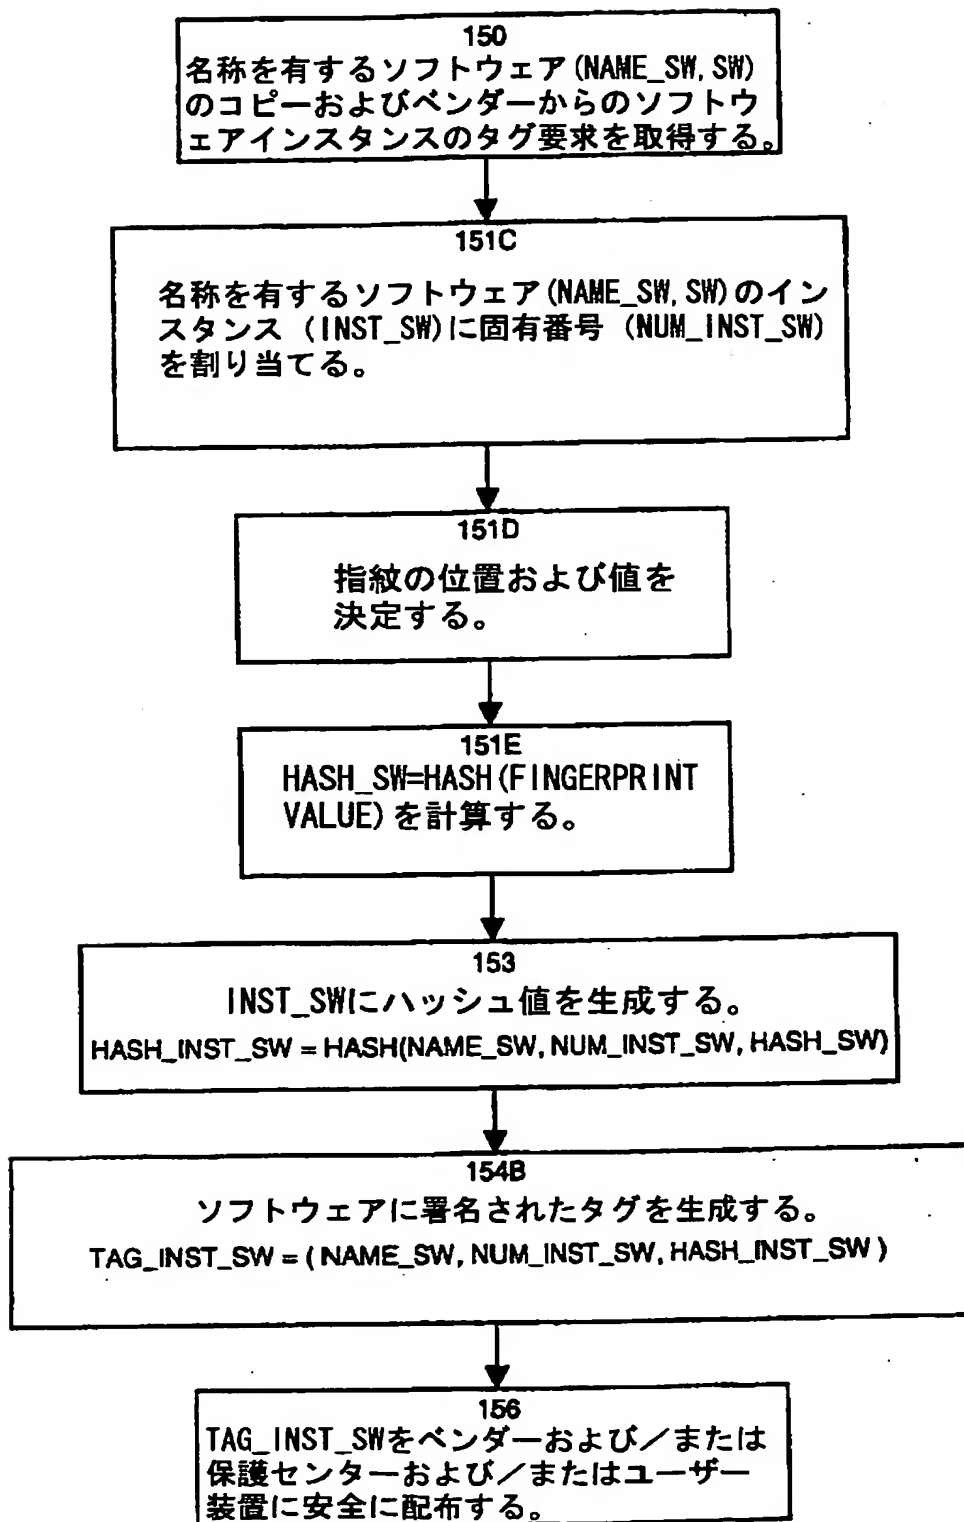 150
名称を有するソフトウェア(NAME_SW, SW)
のコピーおよびベンダーからのソフトウ
ェアインスタンスのタグ要求を取得する。
151C
名称を有するソフトウェア(NAME_SW, SW)のイン
スタンス (INST_SW)に固有番号 (NUM_INST_SW)
を割り当てる。
151D
指紋の位置および値を
決定する。
151E
HASH_SW=HASH(FINGERPRINT
VALUE)を計算する。
153
INST_SWにハッシュ値を生成する。
HASH_INST_SW = HASH(NAME_SW, NUM_INST_SW, HASH_SW)
154B
ソフトウェアに署名されたタグを生成する。
TAG_INST_SW = ( NAME_SW, NUM_INST_SW, HASH_INST_SW )
156
TAG_INST_SWをベンダーおよび／または
保護センターおよび／またはユーザー
装置に安全に配布する。